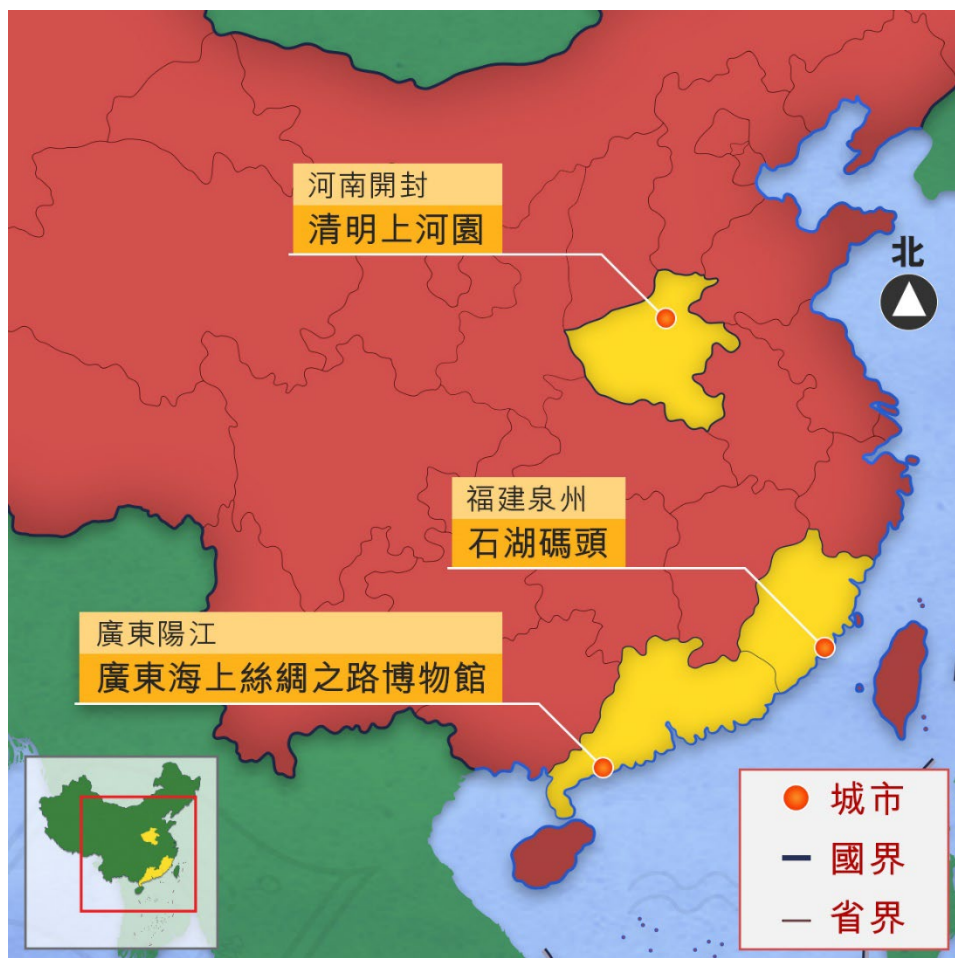 河南開封
清明上河園
北
福建泉州
石湖碼頭
廣東陽江
廣東海上絲綢之路博物館
城市
國界
省界